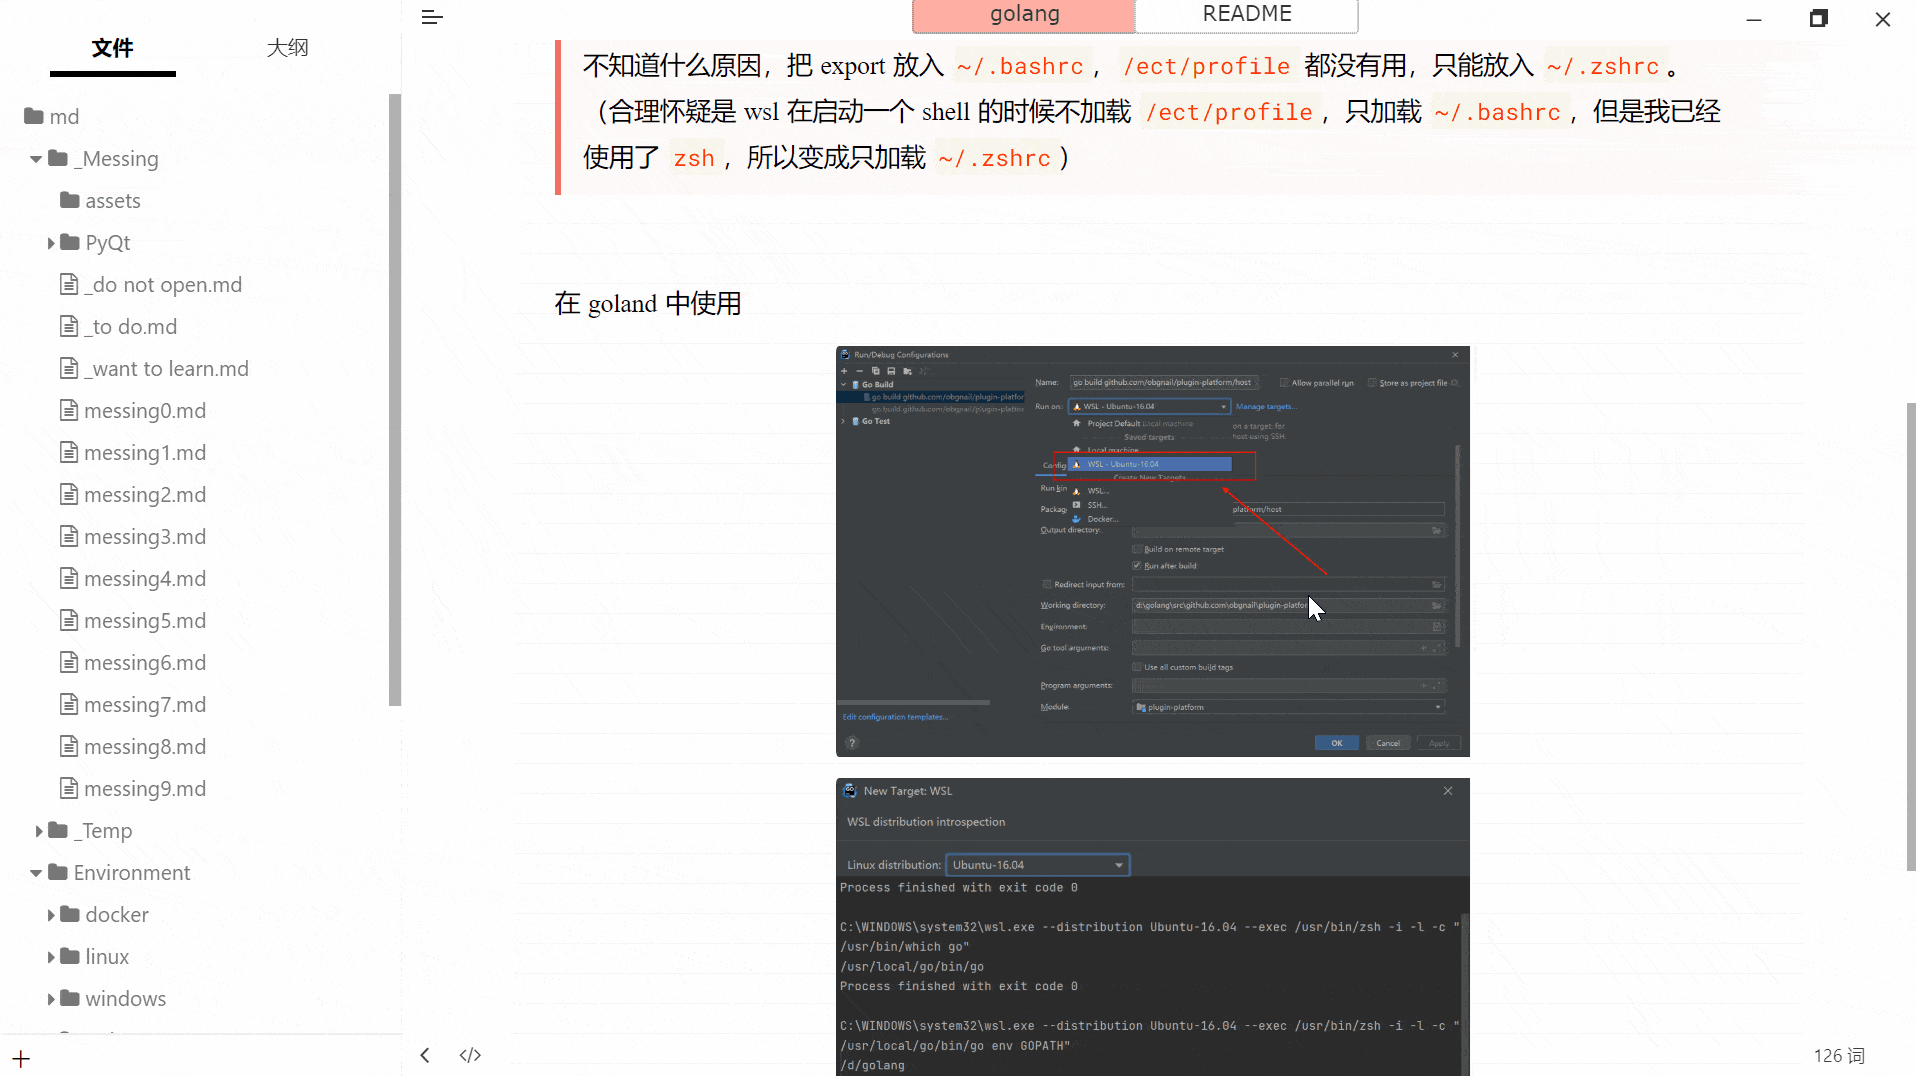 golang
README
文件
大纲
md
_Messing
assets
PyQt
_do not open.md
_to do.md
_want to learn.md
messing0.md
messing1.md
messing2.md
messing3.md
messing4.md
messing5.md
messing6.md
messing7.md
messing8.md
messing9.md
_Temp
Environment
docker
linux
windows
不知道什么原因，把 export 放入 ~/.bashrc ， /ect/profile 都没有用，只能放入 ~/.zshrc 。
（合理怀疑是 wsl 在启动一个 shell 的时候不加载 /ect/profile ，只加载 ~/.bashrc ，但是我已经
使用了 zsh ，所以变成只加载 ~/.zshrc ）
在 goland 中使用
Run/Debug Configurations
Go Build
go build github.com/obgnail/plugin-platfor
go build github.com/obgnail/plugin-platfor
Go Test
Edit configuration templates...
Name: go build github.com/obgnail/plugin-platform/host
Allow parallel run
Store as project file
Run on: WSL - Ubuntu-16.04
Manage targets...
Project Default Local machine
on a target: for
Saved targets
host using SSH.
Local machine
Config
WSL - Ubuntu-16.04
Create New Targets
Run kin
WSL...
SSH...
Packag
platform/host
Docker...
Output directory:
Build on remote target
Run after build
Redirect input from:
Working directory: d:\golang\src\github.com\obgnail\plugin-platfor
Environment:
Go tool arguments:
Use all custom build tags
Program arguments:
Module: plugin-platform
?
OK
Cancel
Apply
New Target: WSL
WSL distribution introspection
Linux distribution: Ubuntu-16.04
Process finished with exit code 0
C:\WINDOWS\system32\wsl.exe --distribution Ubuntu-16.04 --exec /usr/bin/zsh -i -l -c "
/usr/bin/which go"
/usr/local/go/bin/go
Process finished with exit code 0
C:\WINDOWS\system32\wsl.exe --distribution Ubuntu-16.04 --exec /usr/bin/zsh -i -l -c "
/usr/local/go/bin/go env GOPATH"
/d/golang
</>
126 词